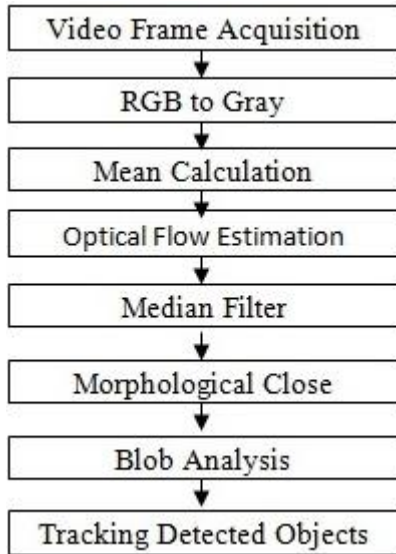 Video Frame Acquisition
RGB to Gray
Mean Calculation
Optical Flow Estimation
Median Filter
Morphological Close
Blob Analysis
Tracking Detected Objects